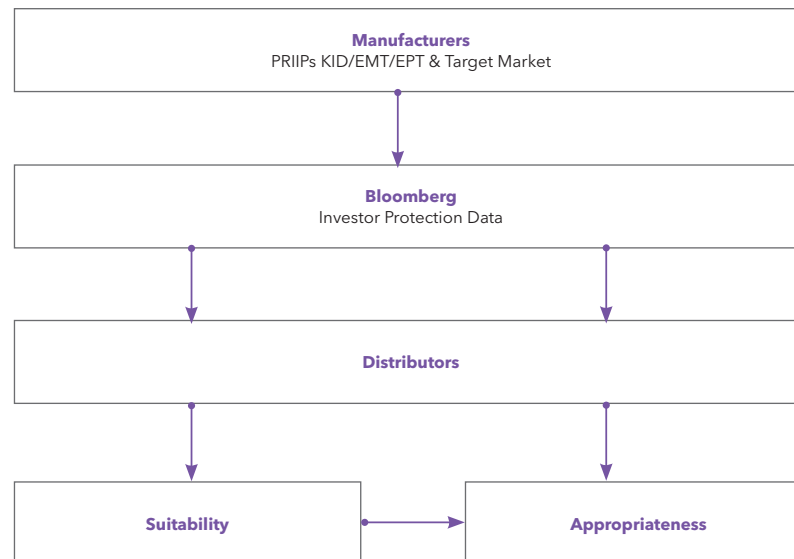 Manufacturers
PRIIPs KID/EMT/EPT & Target Market
Bloomberg
Investor Protection Data
Distributors
Suitability
Appropriateness